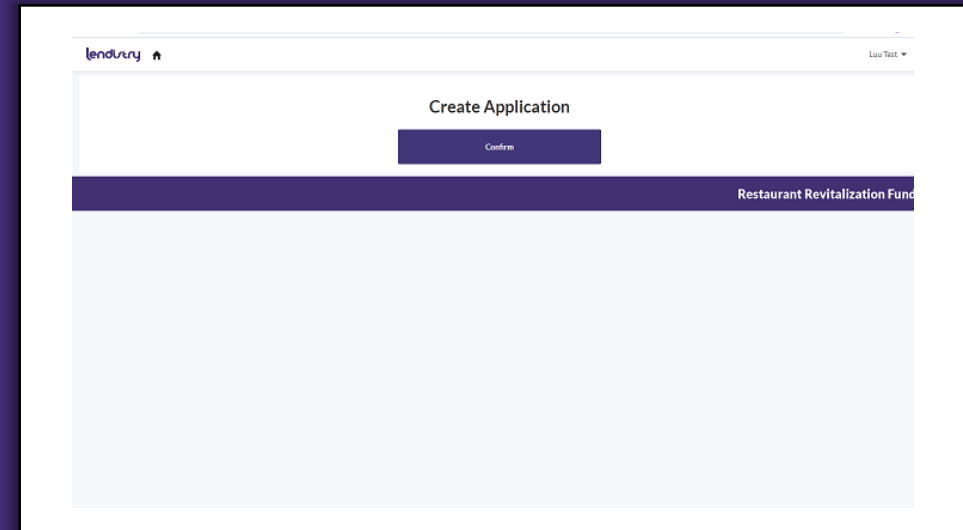 lendistry
Luu Test
Create Application
Confirm
Restaurant Revitalization Fund